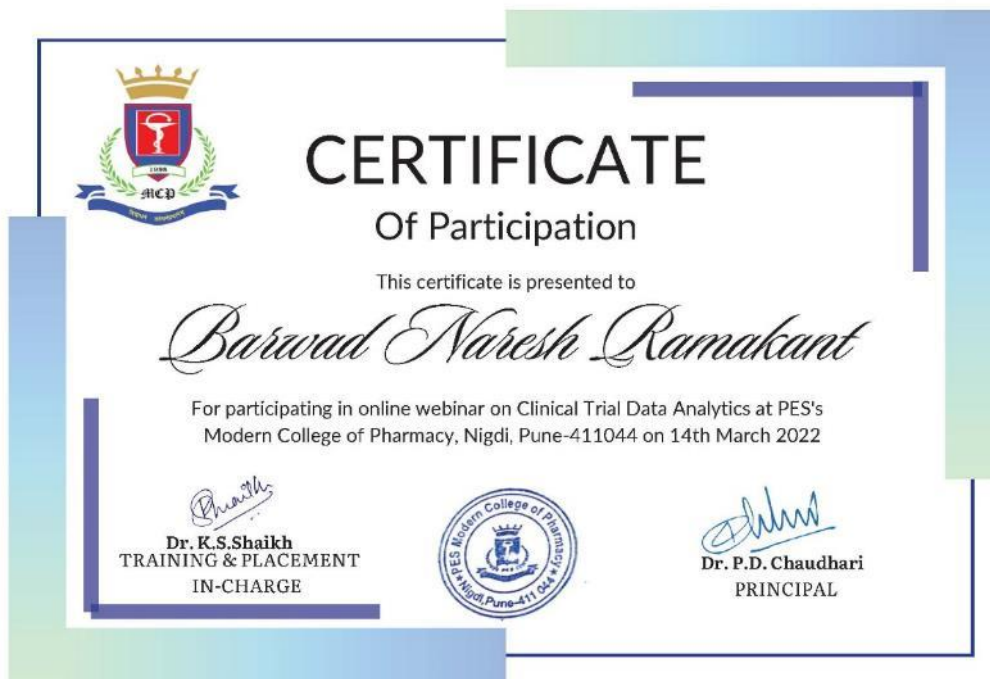 1998
MCP
CERTIFICATE
Of Participation
This certificate is presented to
Barwad Naresh Ramakant
For participating in online webinar on Clinical Trial Data Analytics at PES's
Modern College of Pharmacy, Nigdi, Pune-411044 on 14th March 2022
Dr. K.S.Shaikh
TRAINING & PLACEMENT
IN-CHARGE
PES Modern College of Pharmacy
Nigdi, Pune-411 044
Dr. P.D. Chaudhari
PRINCIPAL